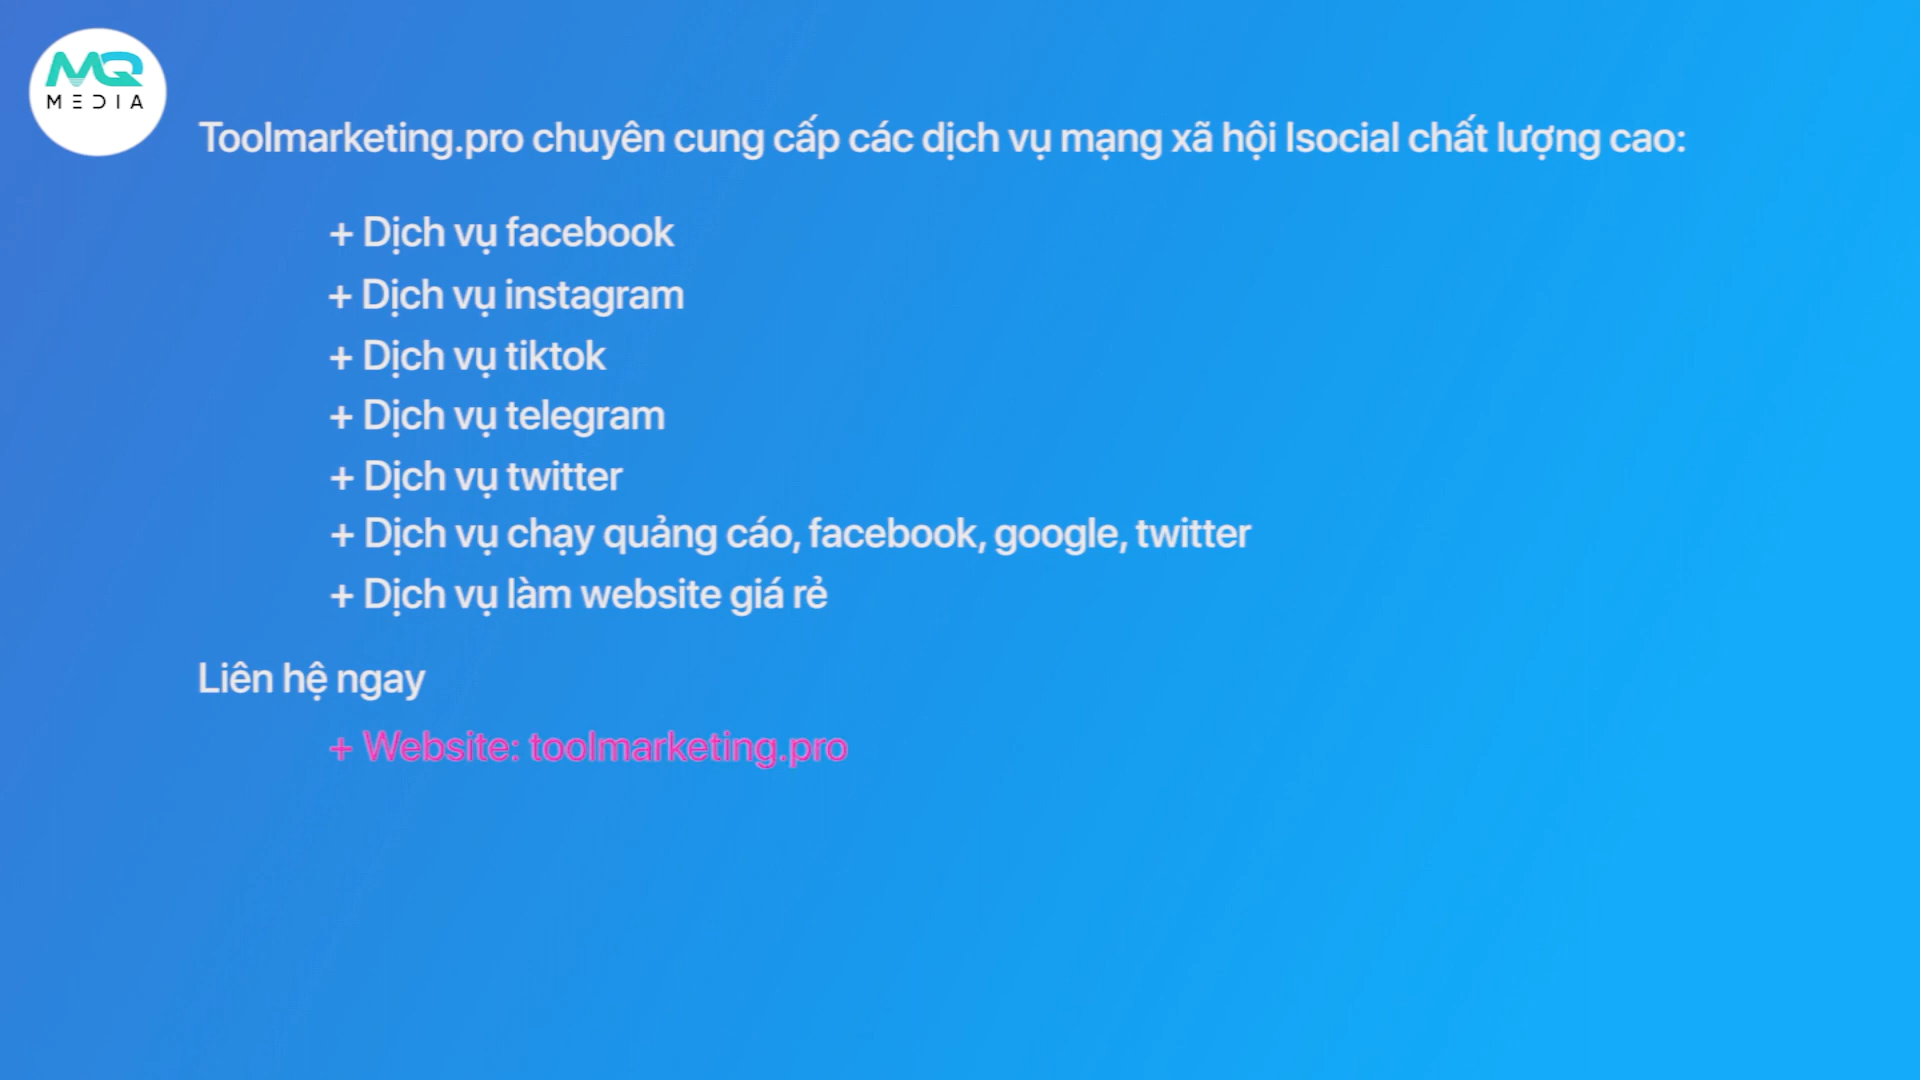 MQ
MEDIA
Toolmarketing.pro chuyên cung cấp các dịch vụ mạng xã hội Isocial chất lượng cao:
+ Dịch vụ facebook
+ Dịch vụ instagram
+ Dịch vụ tiktok
+ Dịch vụ telegram
+ Dịch vụ twitter
+ Dịch vụ chạy quảng cáo, facebook, google, twitter
+ Dịch vụ làm website giá rẻ
Liên hệ ngay
+ Website: toolmarketing.pro